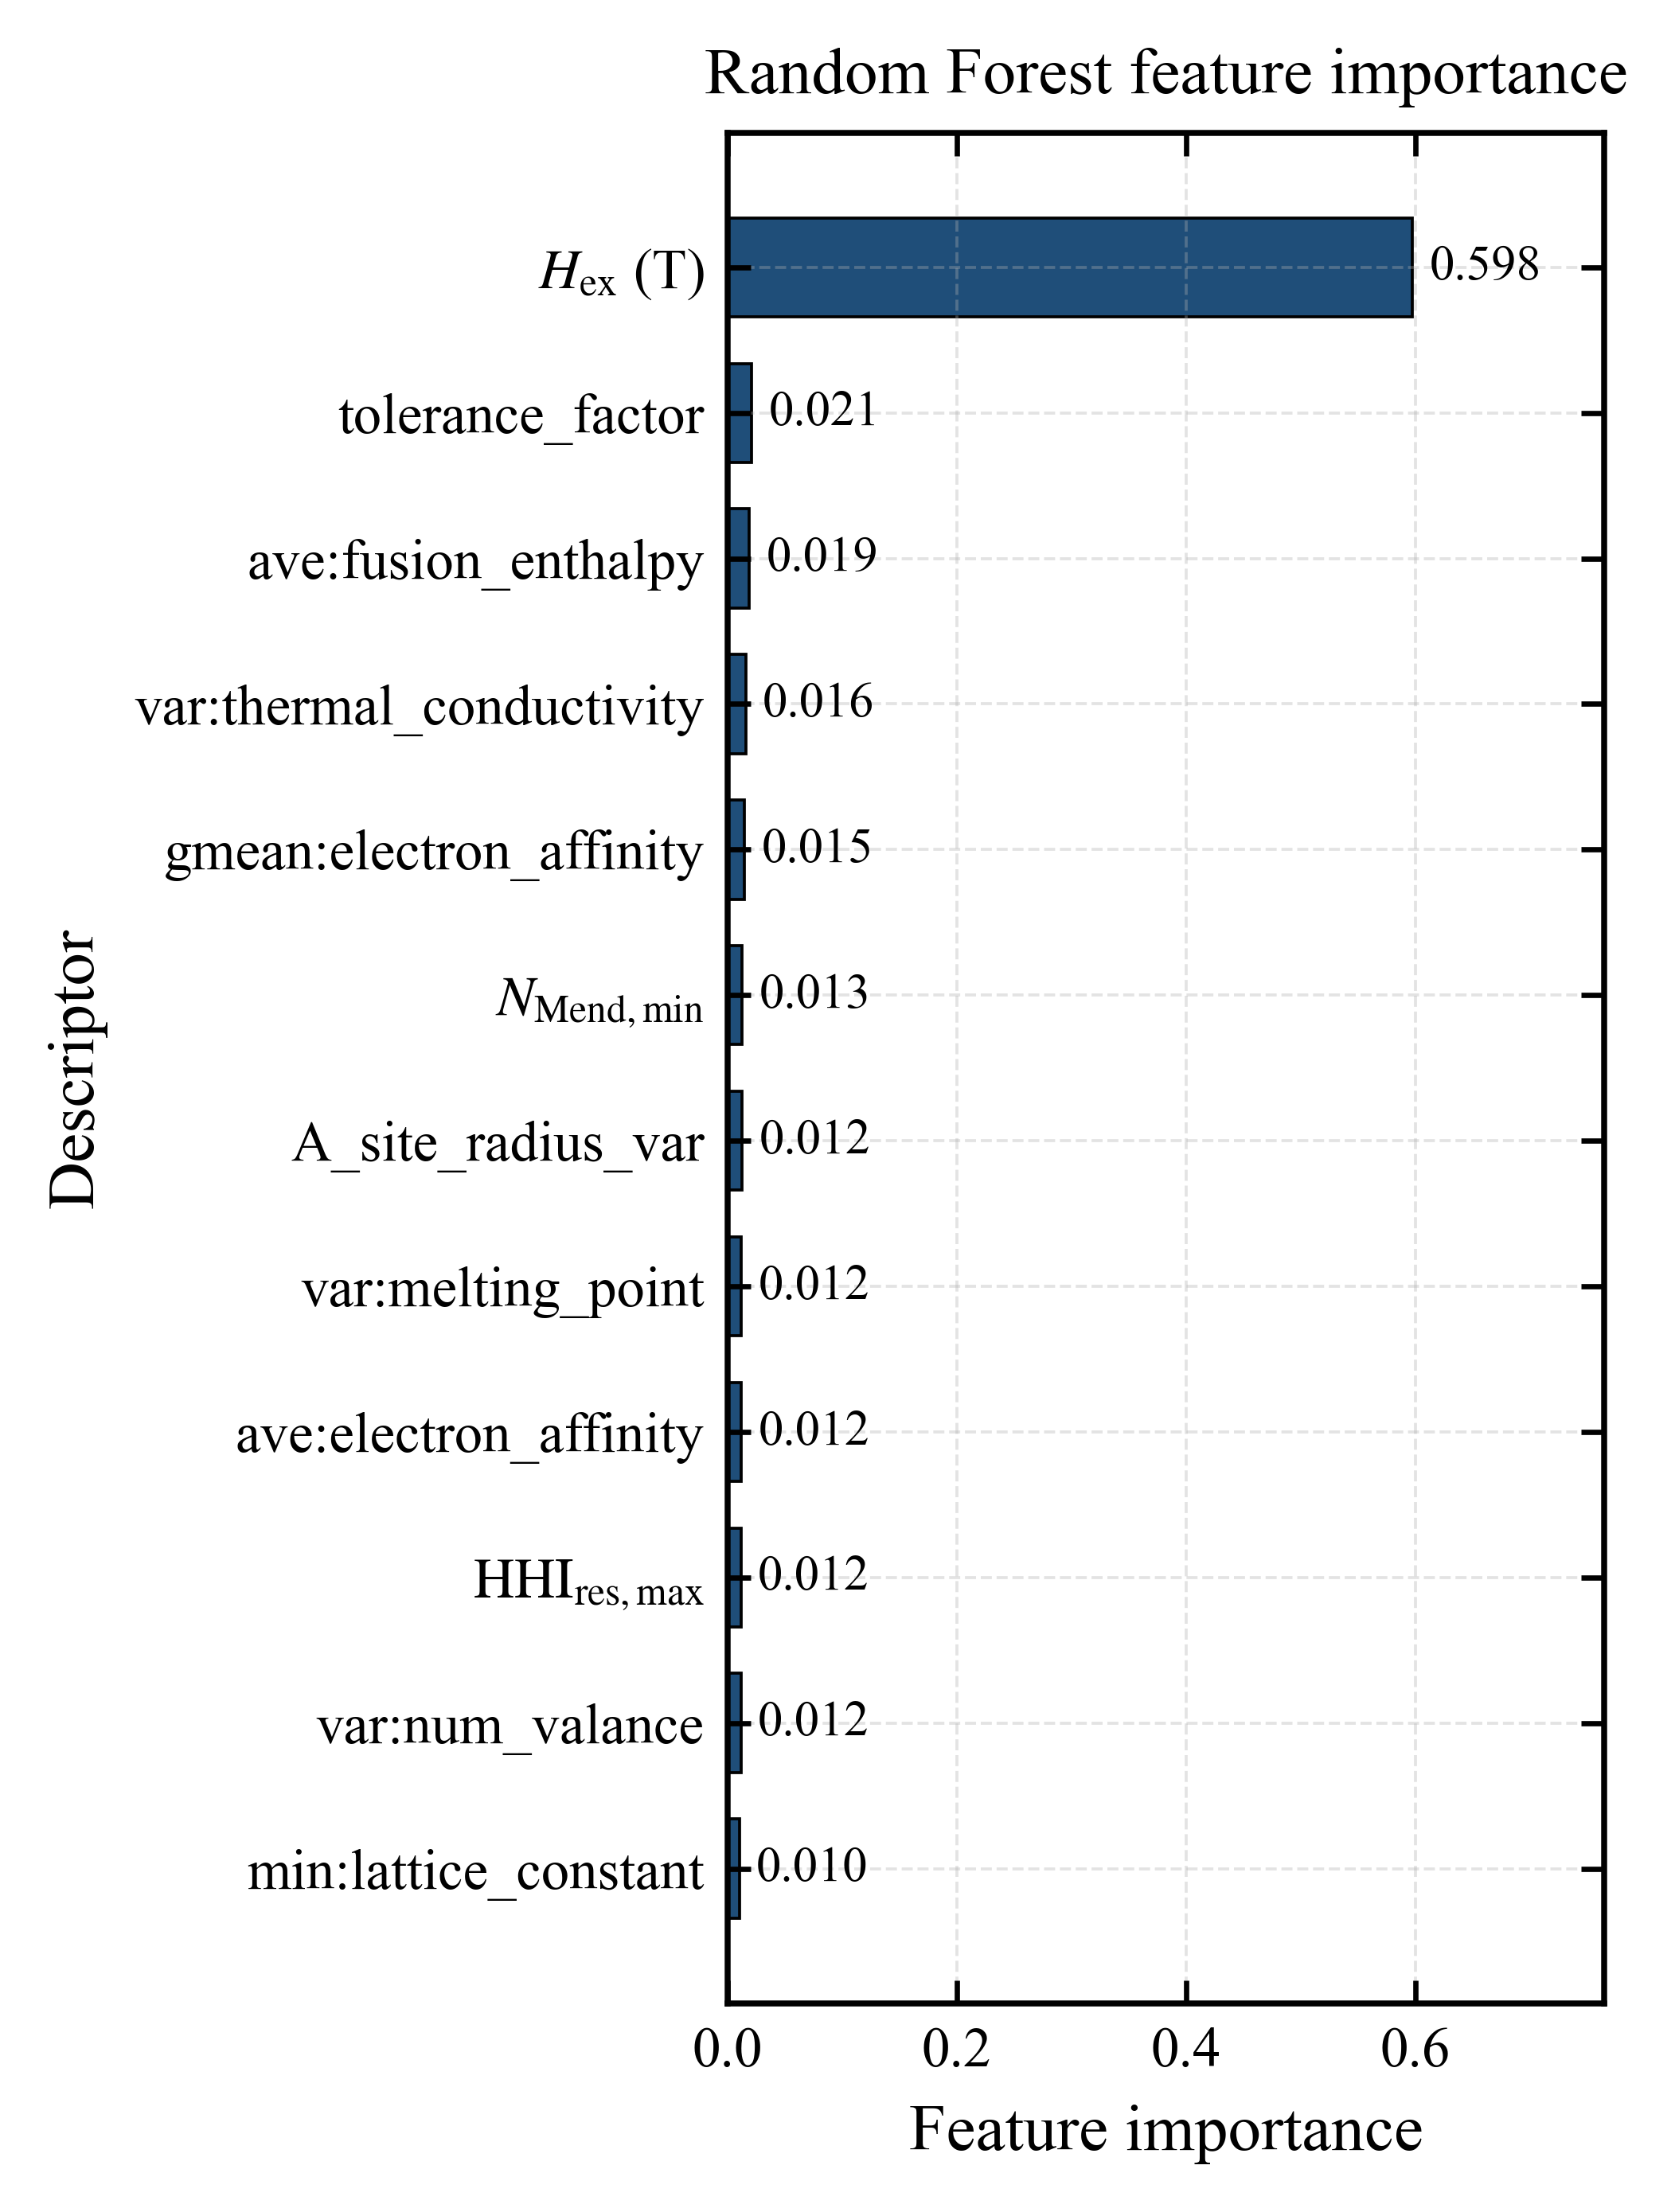 Random Forest feature importance
H_ex (T) 0.598
tolerance_factor 0.021
ave:fusion_enthalpy 0.019
var:thermal_conductivity 0.016
gmean:electron_affinity 0.015
N_Mend, min 0.013
A_site_radius_var 0.012
var:melting_point 0.012
ave:electron_affinity 0.012
HHI_res, max 0.012
var:num_valance 0.012
min:lattice_constant 0.010
Descriptor
0.0 0.2 0.4 0.6
Feature importance